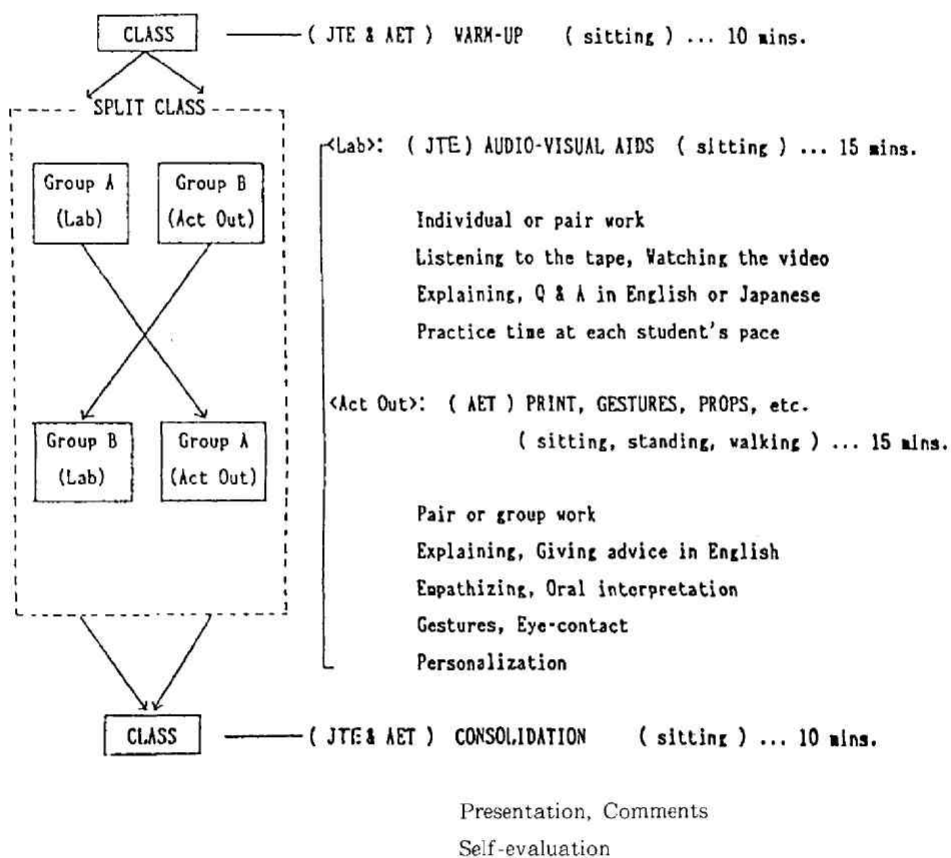 CLASS ( JTE & AET ) WARM-UP ( sitting ) ... 10 mins.
SPLIT CLASS
Group A
(Lab)
Group B
(Act Out)
Group B
(Lab)
Group A
(Act Out)
<Lab>: ( JTE ) AUDIO-VISUAL AIDS ( sitting ) ... 15 mins.
Individual or pair work
Listening to the tape, Watching the video
Explaining, Q & A in English or Japanese
Practice time at each student's pace
<Act Out>: ( AET ) PRINT, GESTURES, PROPS, etc.
( sitting, standing, walking ) ... 15 mins.
Pair or group work
Explaining, Giving advice in English
Empathizing, Oral interpretation
Gestures, Eye-contact
Personalization
CLASS ( JTE & AET ) CONSOLIDATION ( sitting ) ... 10 mins.
Presentation, Comments
Self-evaluation